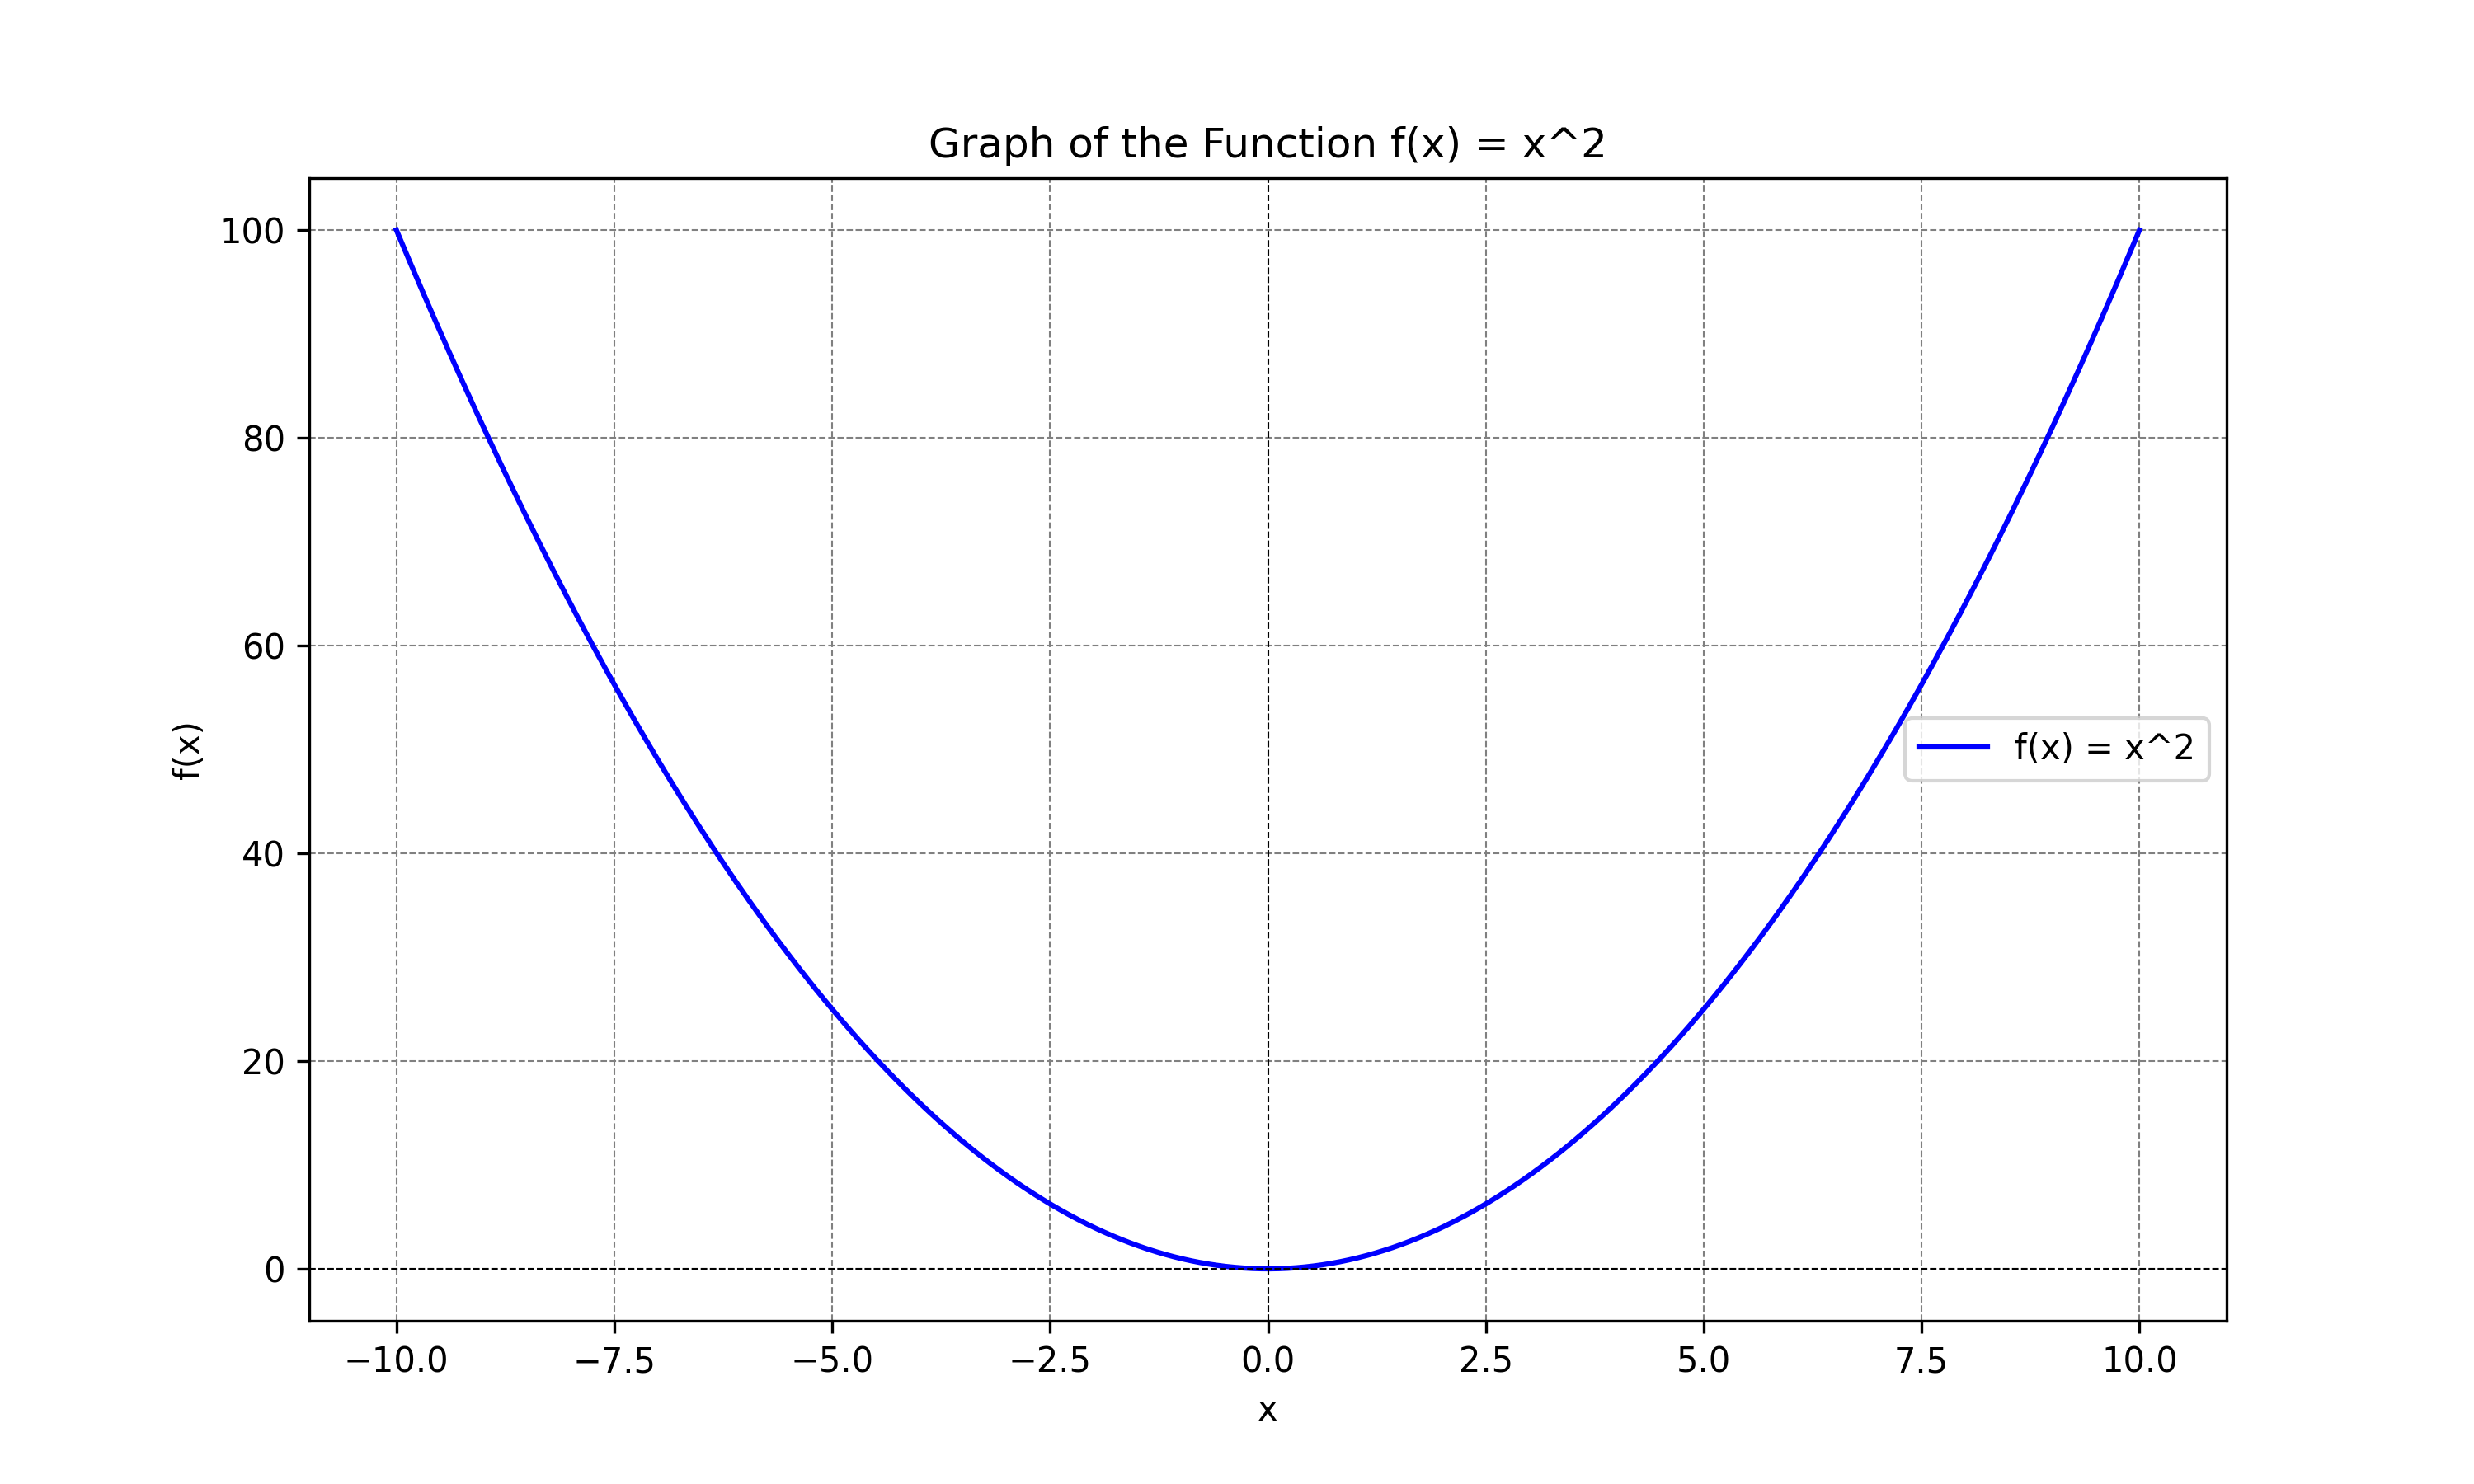 Graph of the Function f(x) = x^2
100
80
60
40
20
0
f(x)
f(x) = x^2
−10.0 −7.5 −5.0 −2.5 0.0 2.5 5.0 7.5 10.0
x